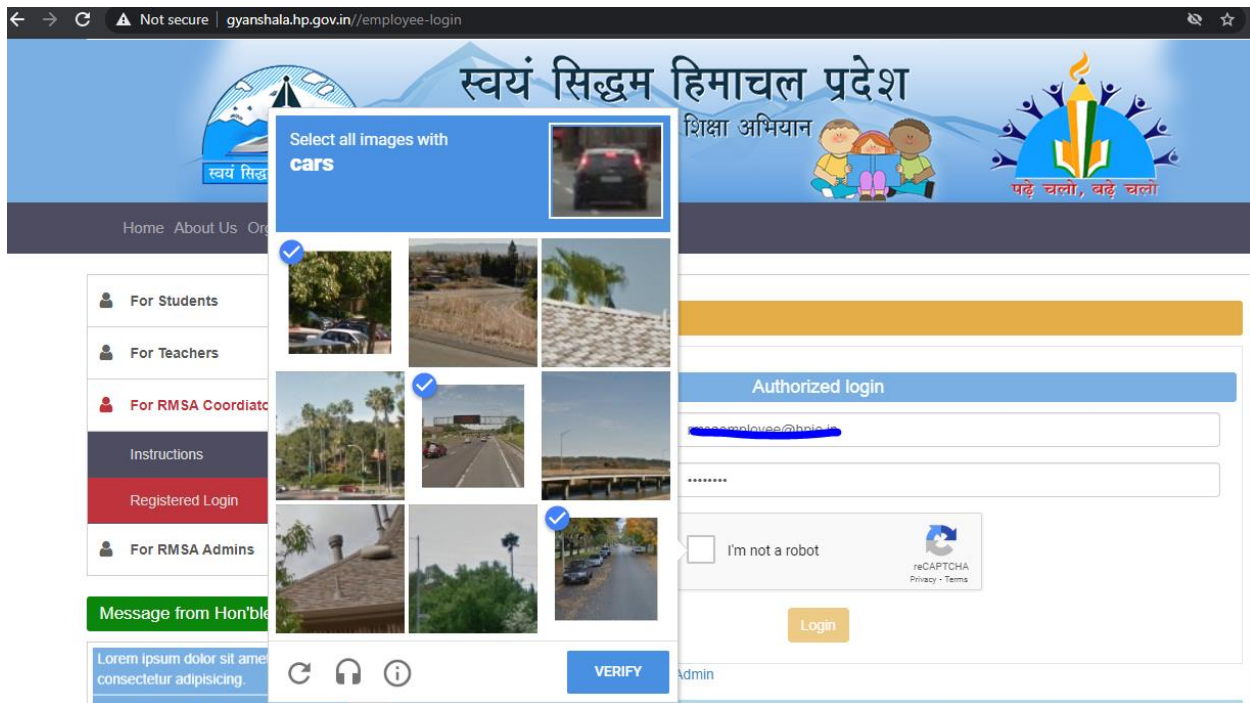 Not secure | gyanshala.hp.gov.in//employee-login
स्वयं सिद्धम हिमाचल प्रदेश
शिक्षा अभियान
स्वयं सिद्ध
पढ़े चलो, बढ़े चलो
Select all images with
cars
Home About Us
For Students
For Teachers
Authorized login
For RMSA Coordiato
Instructions
........
Registered Login
For RMSA Admins
I'm not a robot
reCAPTCHA
Privacy - Terms
Message from Hon'ble
Login
Lorem ipsum dolor sit amet
consectetur adipisicing.
VERIFY
Admin